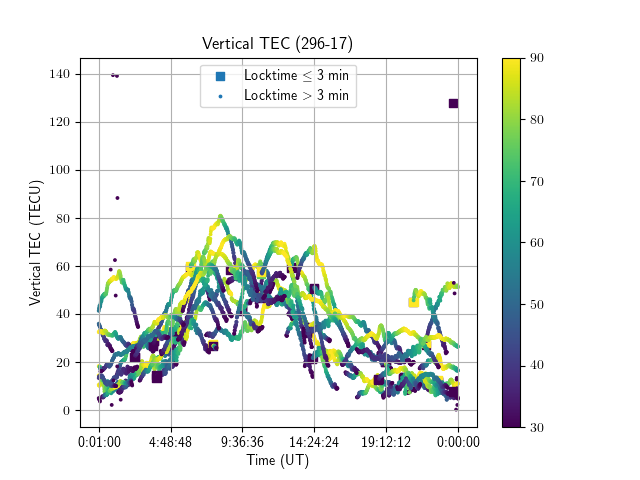 Vertical TEC (296-17)
Locktime ≤ 3 min
Locktime > 3 min
Vertical TEC (TECU)
140
120
100
80
60
40
20
0
0:01:00 4:48:48 9:36:36 14:24:24 19:12:12 0:00:00
Time (UT)
90
80
70
60
50
40
30